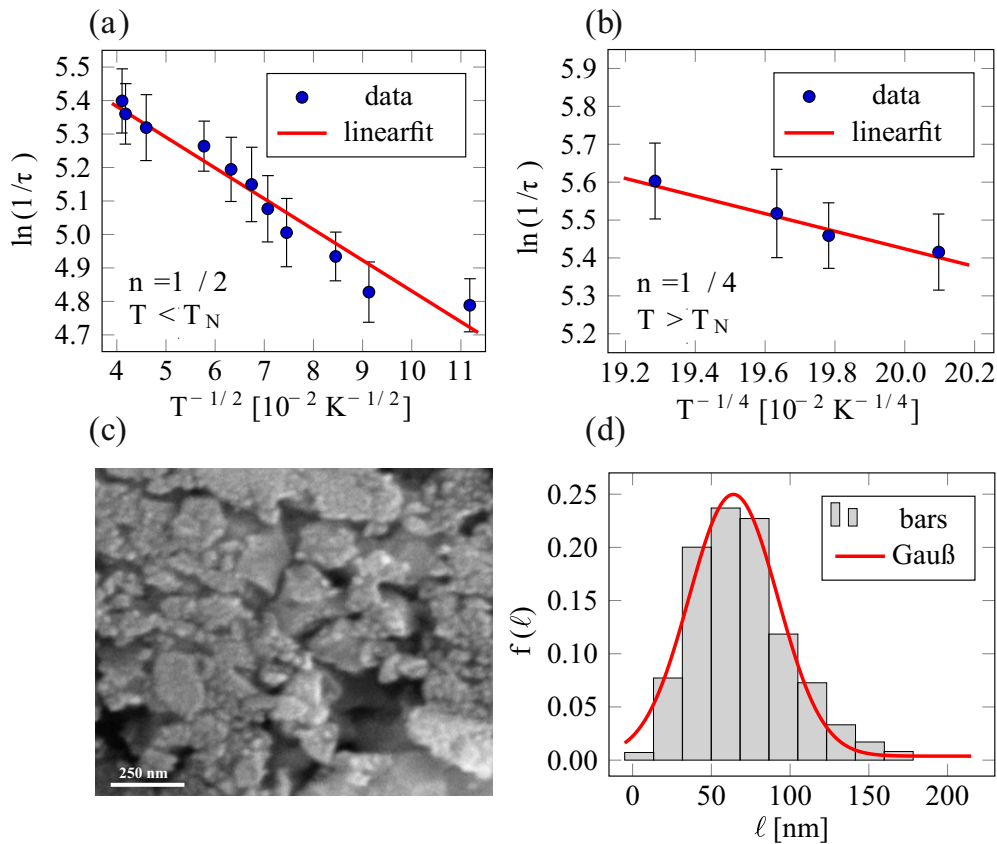 (a)
5.5
5.4
5.3
5.2
5.1
5.0
4.9
4.8
4.7
ln (1/τ)
data
linearfit
n = 1 / 2
T < T_N
4 5 6 7 8 9 10 11
T^{- 1/2} [10^{-2} K^{-1/2}]
(b)
5.9
5.8
5.7
5.6
5.5
5.4
5.3
5.2
ln (1/τ)
data
linearfit
n = 1 / 4
T > T_N
19.2 19.4 19.6 19.8 20.0 20.2
T^{- 1/4} [10^{-2} K^{-1/4}]
(c)
250 nm
(d)
0.25
0.20
0.15
0.10
0.05
0.00
f (ℓ)
bars
Gauß
0 50 100 150 200
ℓ [nm]